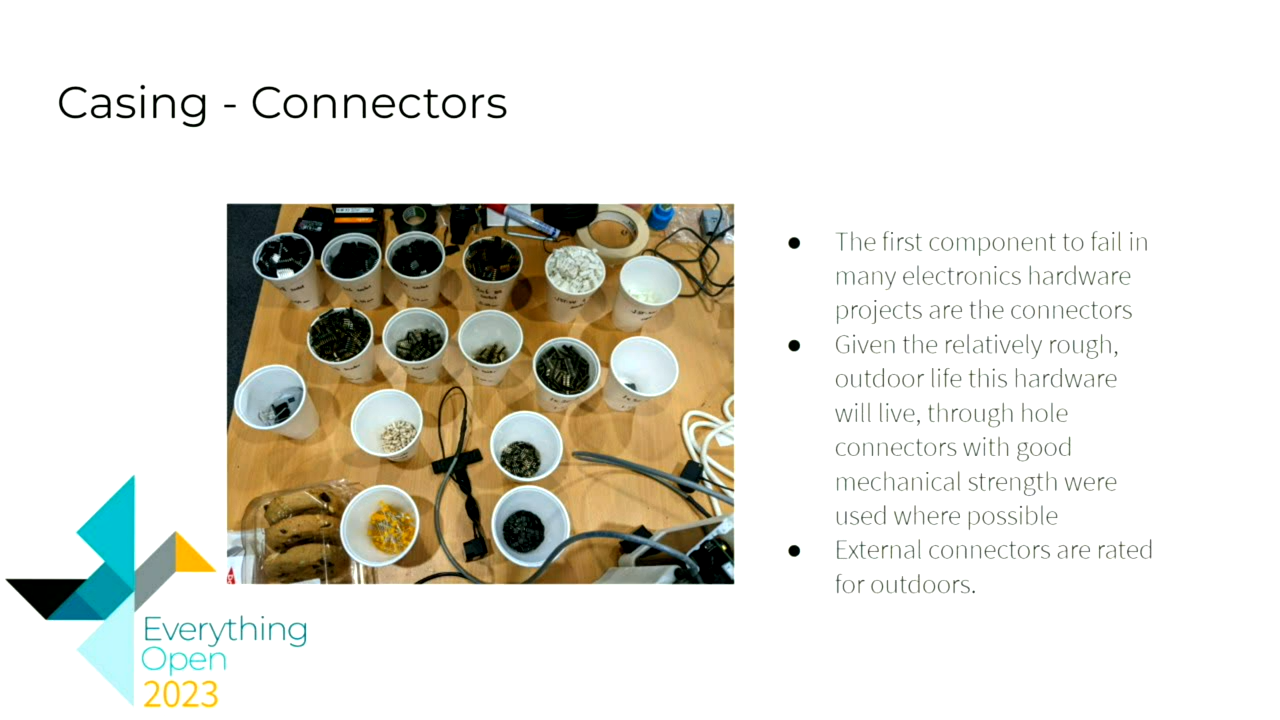 Casing - Connectors
● The first component to fail in
many electronics hardware
projects are the connectors
● Given the relatively rough,
outdoor life this hardware
will live, through hole
connectors with good
mechanical strength were
used where possible
● External connectors are rated
for outdoors.
Everything
Open
2023